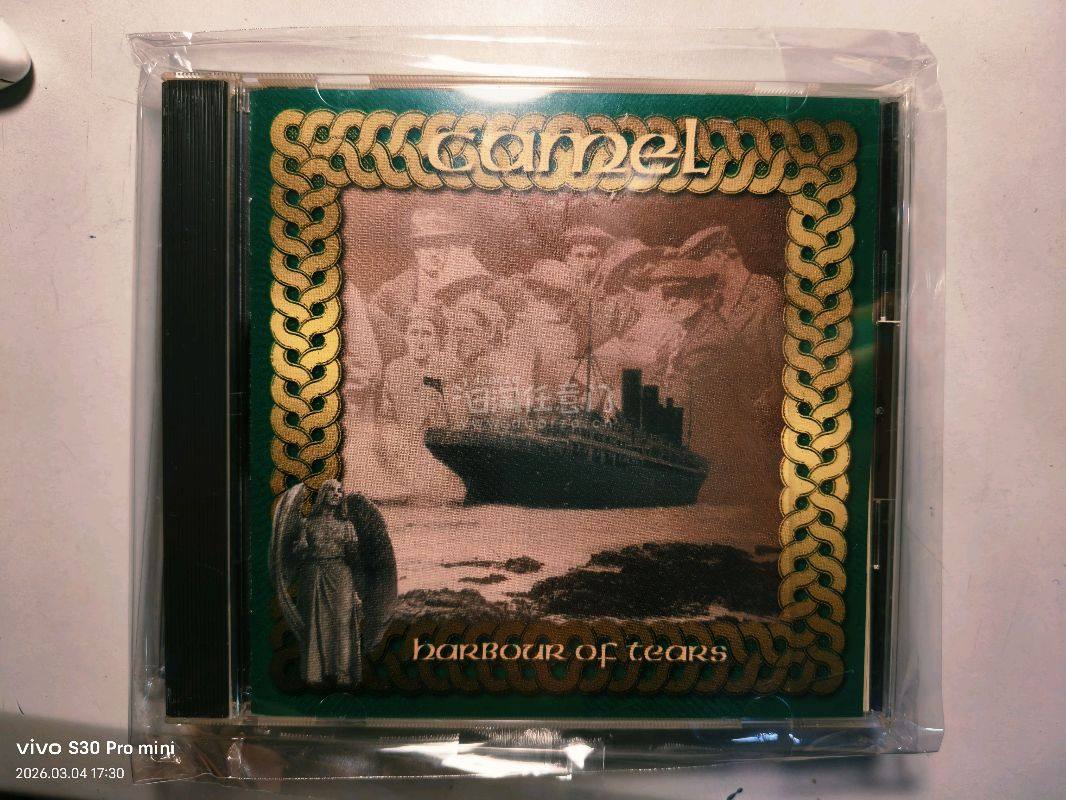 camel
harbour of tears
vivo S30 Pro mini
2026.03.04 17:30